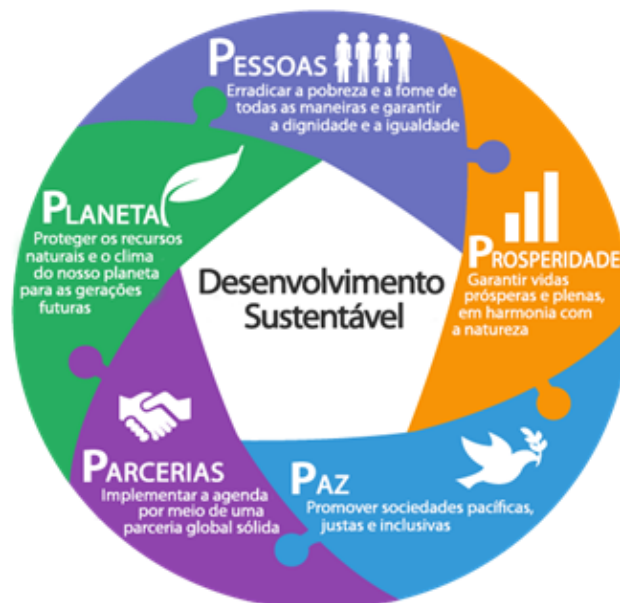 PESSOAS
Erradicar a pobreza e a fome de
todas as maneiras e garantir
a dignidade e a igualdade
PROSPERIDADE
Garantir vidas
prósperas e plenas,
em harmonia com
a natureza
PAZ
Promover sociedades pacíficas,
justas e inclusivas
PARCERIAS
Implementar a agenda
por meio de uma
parceria global sólida
PLANETA
Proteger os recursos
naturais e o clima
do nosso planeta
para as gerações
futuras
Desenvolvimento
Sustentável